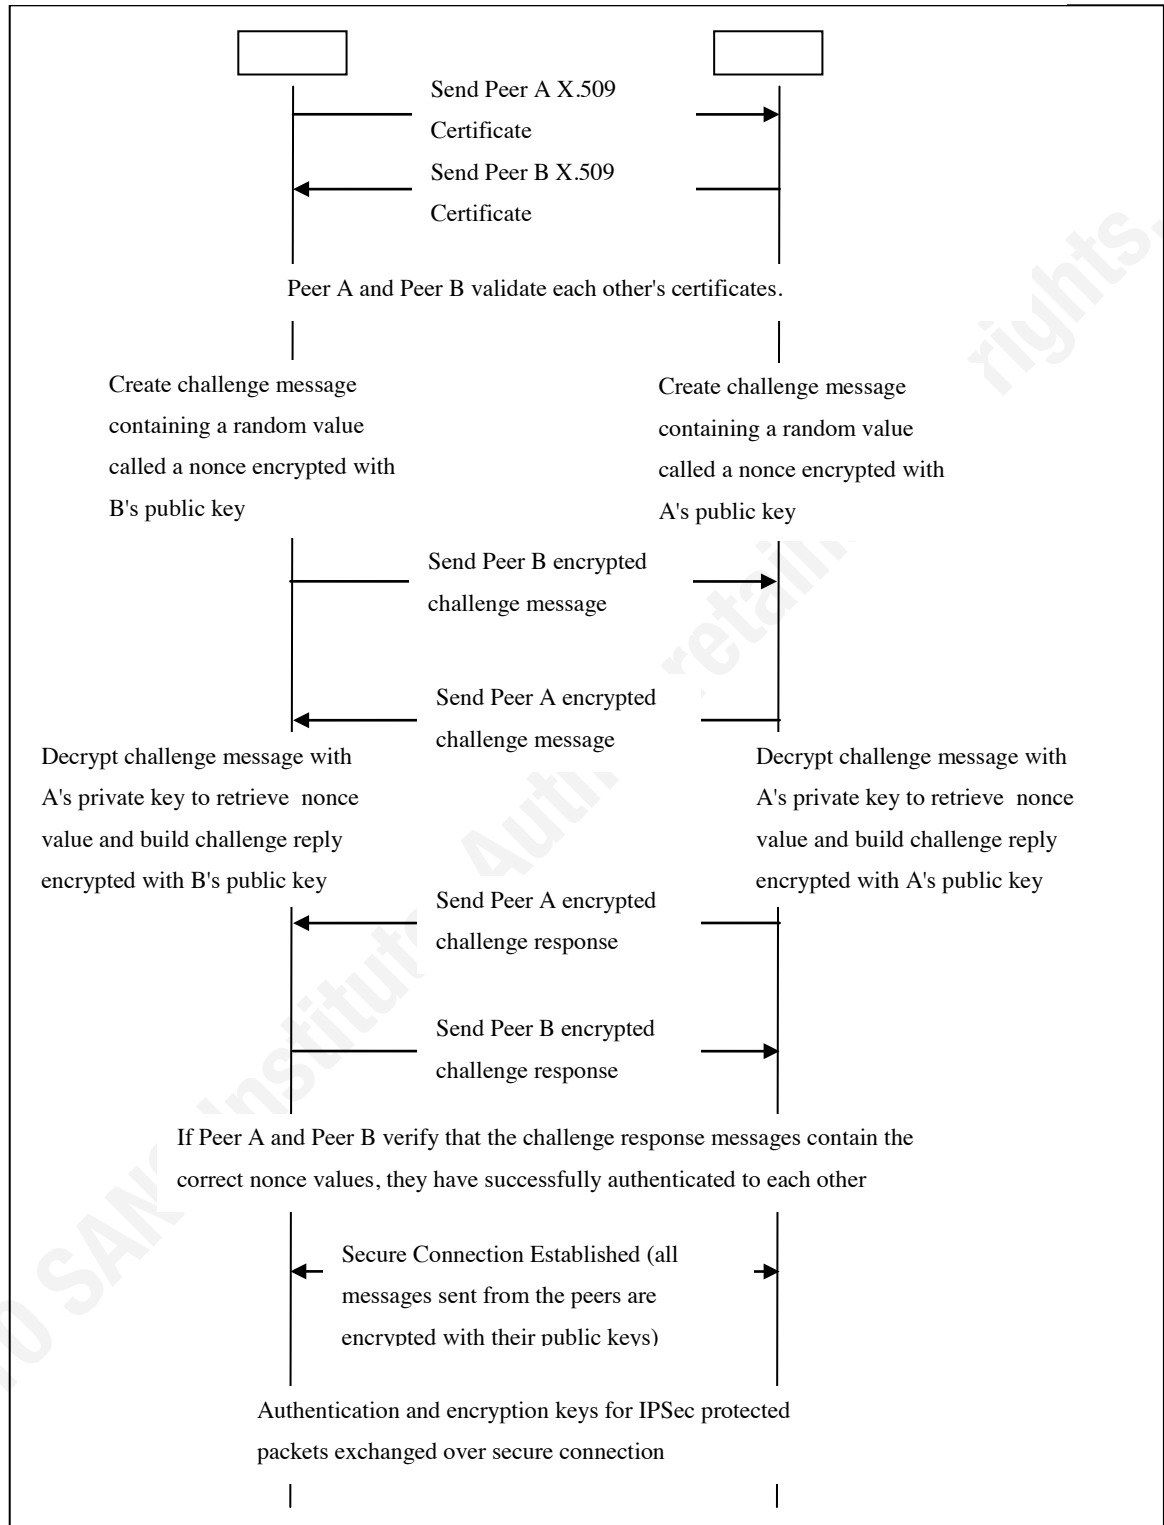 Send Peer A X.509
Certificate
Send Peer B X.509
Certificate
Peer A and Peer B validate each other's certificates.
Create challenge message
containing a random value
called a nonce encrypted with
B's public key
Create challenge message
containing a random value
called a nonce encrypted with
A's public key
Send Peer B encrypted
challenge message
Send Peer A encrypted
challenge message
Decrypt challenge message with
A's private key to retrieve nonce
value and build challenge reply
encrypted with B's public key
Decrypt challenge message with
A's private key to retrieve nonce
value and build challenge reply
encrypted with A's public key
Send Peer A encrypted
challenge response
Send Peer B encrypted
challenge response
If Peer A and Peer B verify that the challenge response messages contain the
correct nonce values, they have successfully authenticated to each other
Secure Connection Established (all
messages sent from the peers are
encrypted with their public keys)
Authentication and encryption keys for IPSec protected
packets exchanged over secure connection
rights.